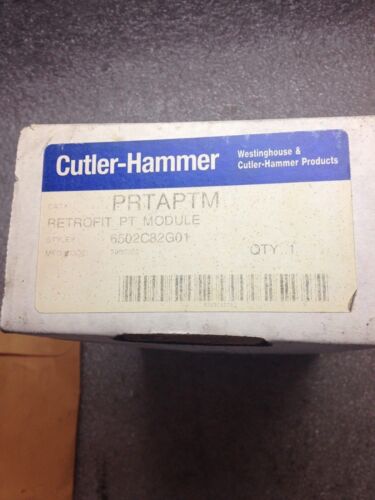 Cutler-Hammer
Westinghouse &
Cutler-Hammer Products
PRTAPTM
RETROFIT PT MODULE
STYLE# 6502C82G01
QTY. 1